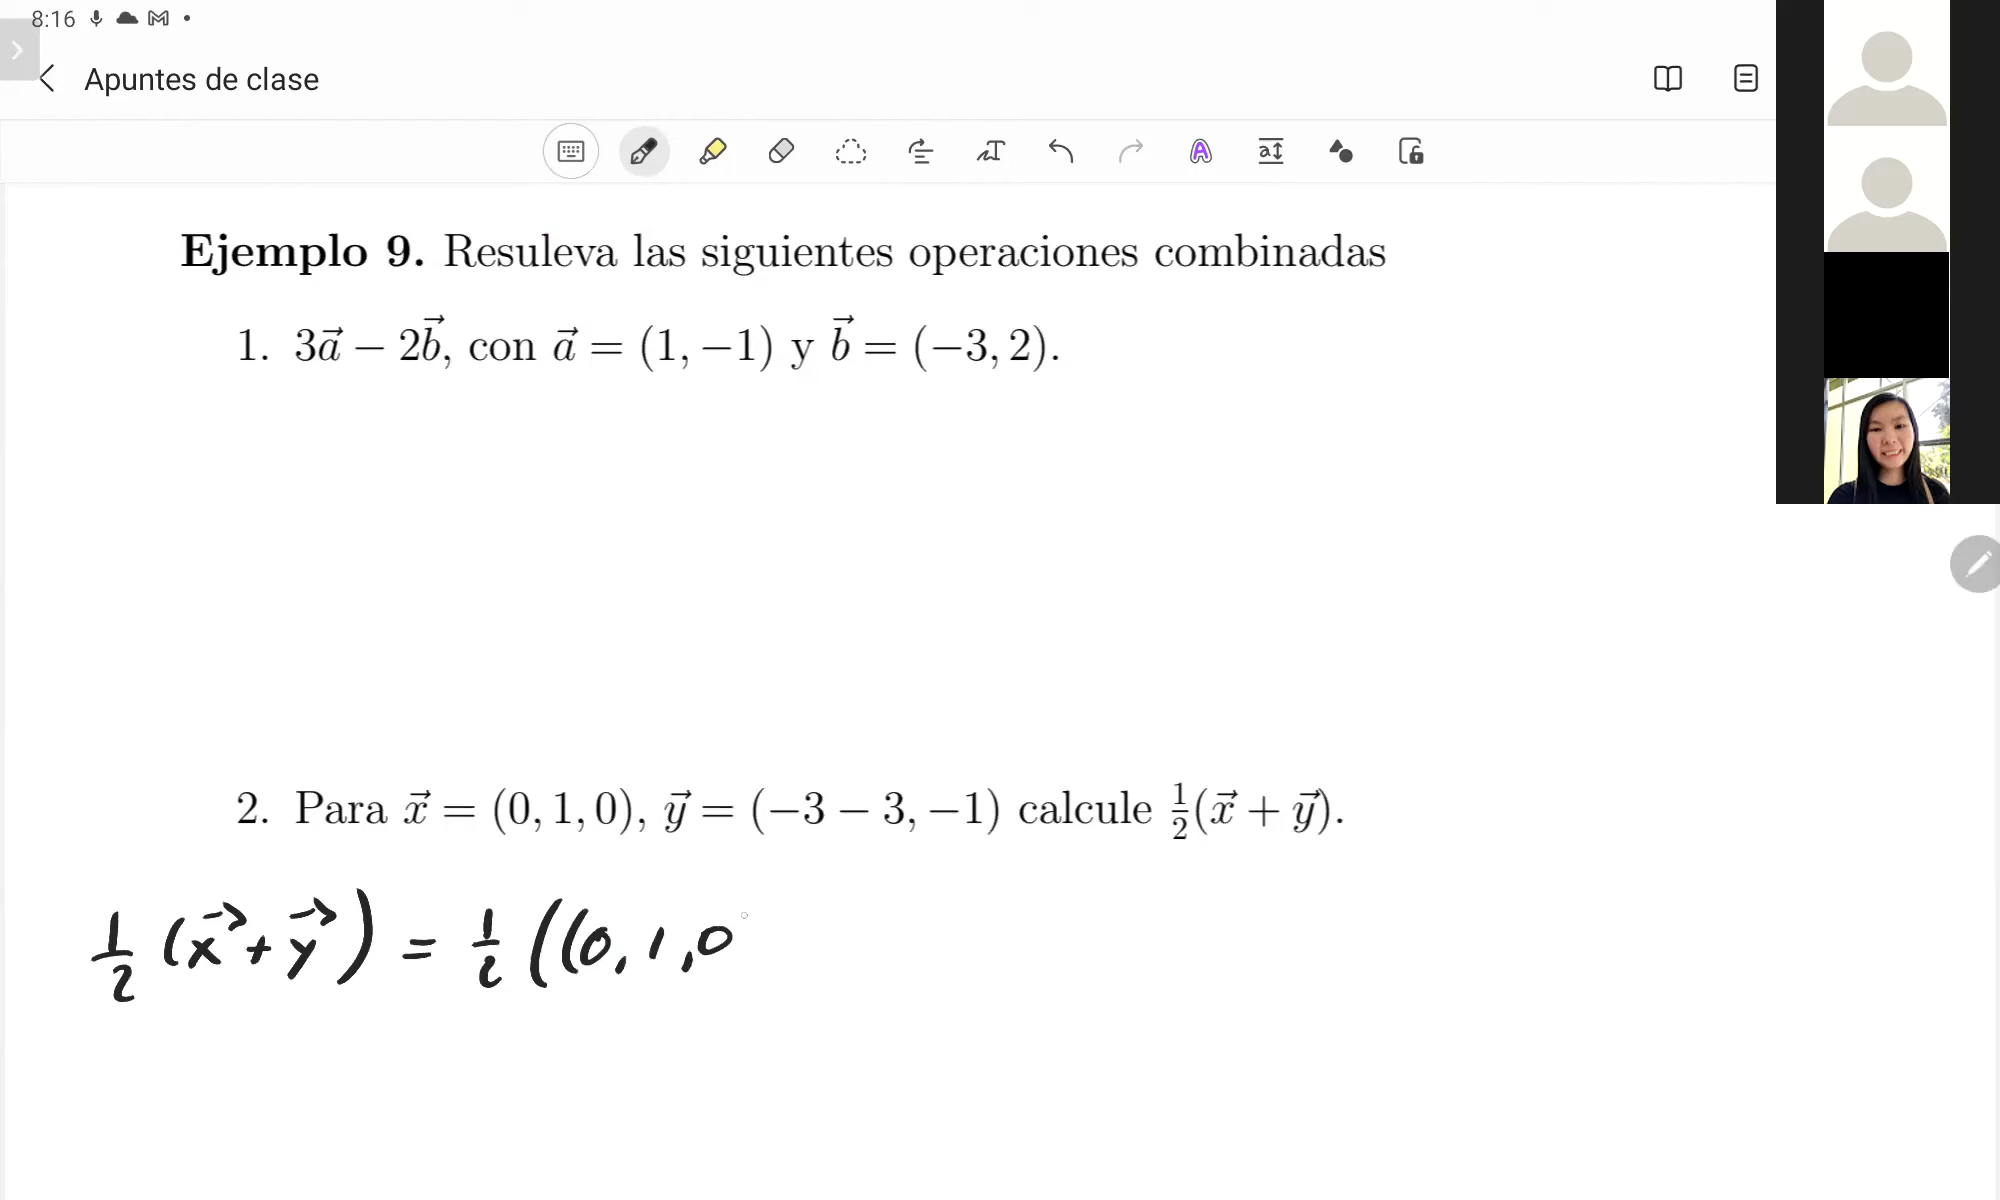 8:16
Apuntes de clase
Ejemplo 9. Resuleva las siguientes operaciones combinadas
1. 3a⃗ − 2b⃗, con a⃗ = (1, −1) y b⃗ = (−3, 2).
2. Para x⃗ = (0, 1, 0), y⃗ = (−3 − 3, −1) calcule ½(x⃗ + y⃗).
½ (x⃗ + y⃗) = ½ ((0, 1, 0